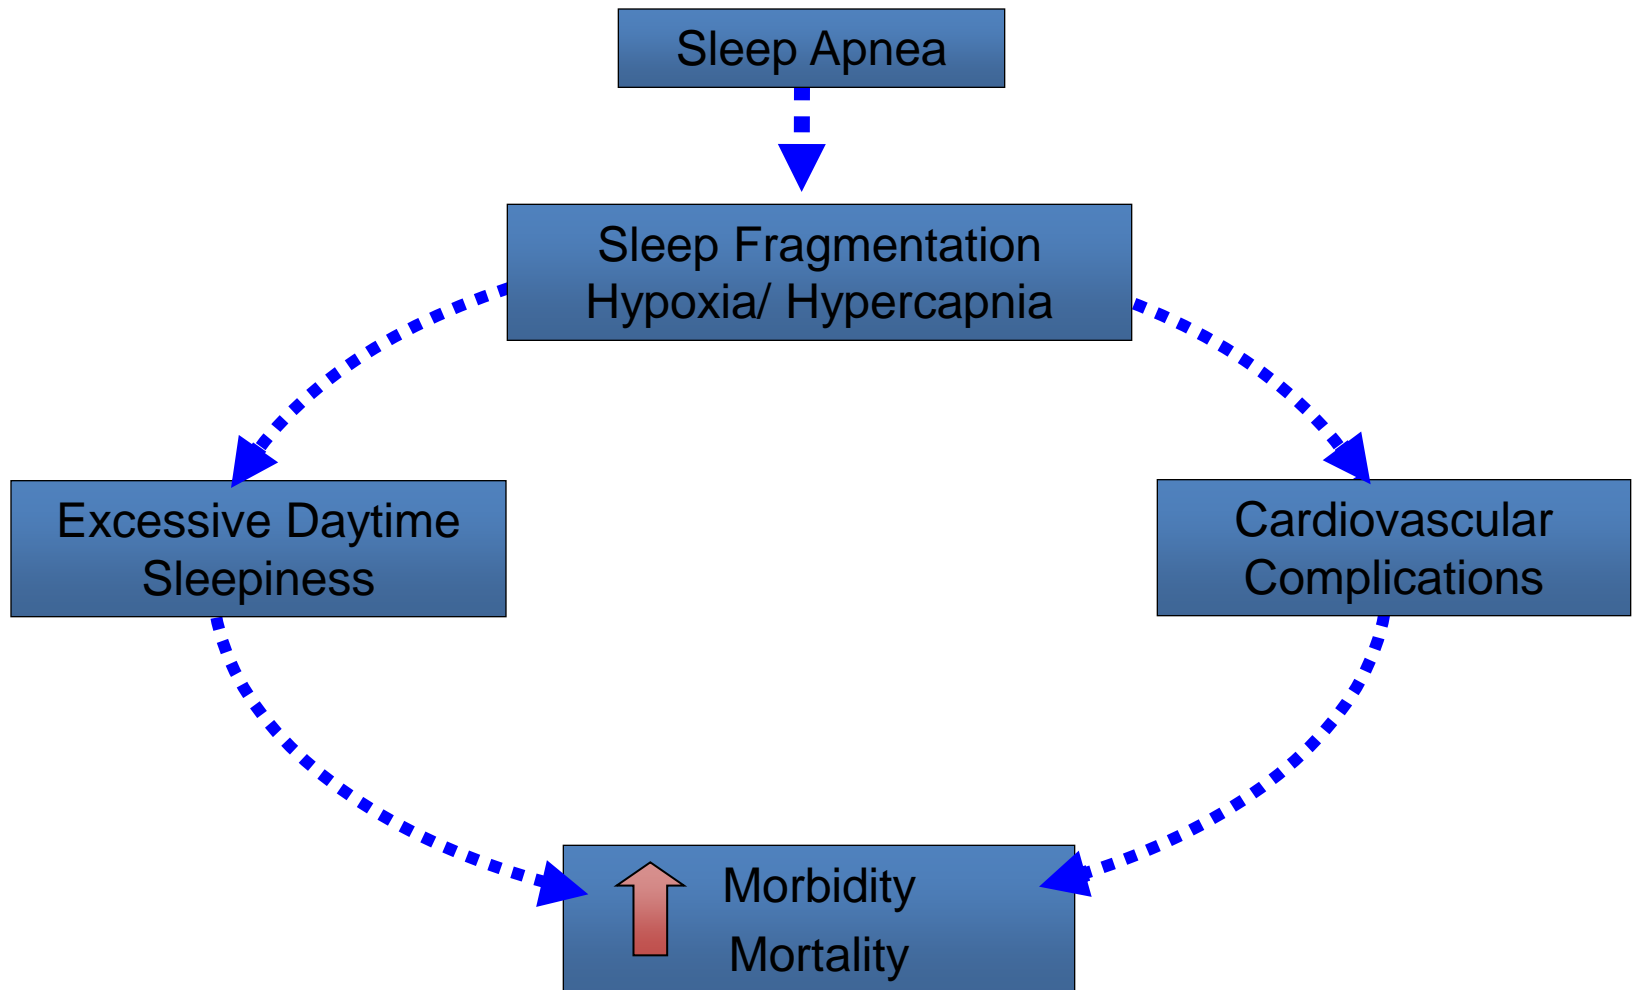 Sleep Apnea
Sleep Fragmentation
Hypoxia/ Hypercapnia
Excessive Daytime
Sleepiness
Cardiovascular
Complications
Morbidity
Mortality